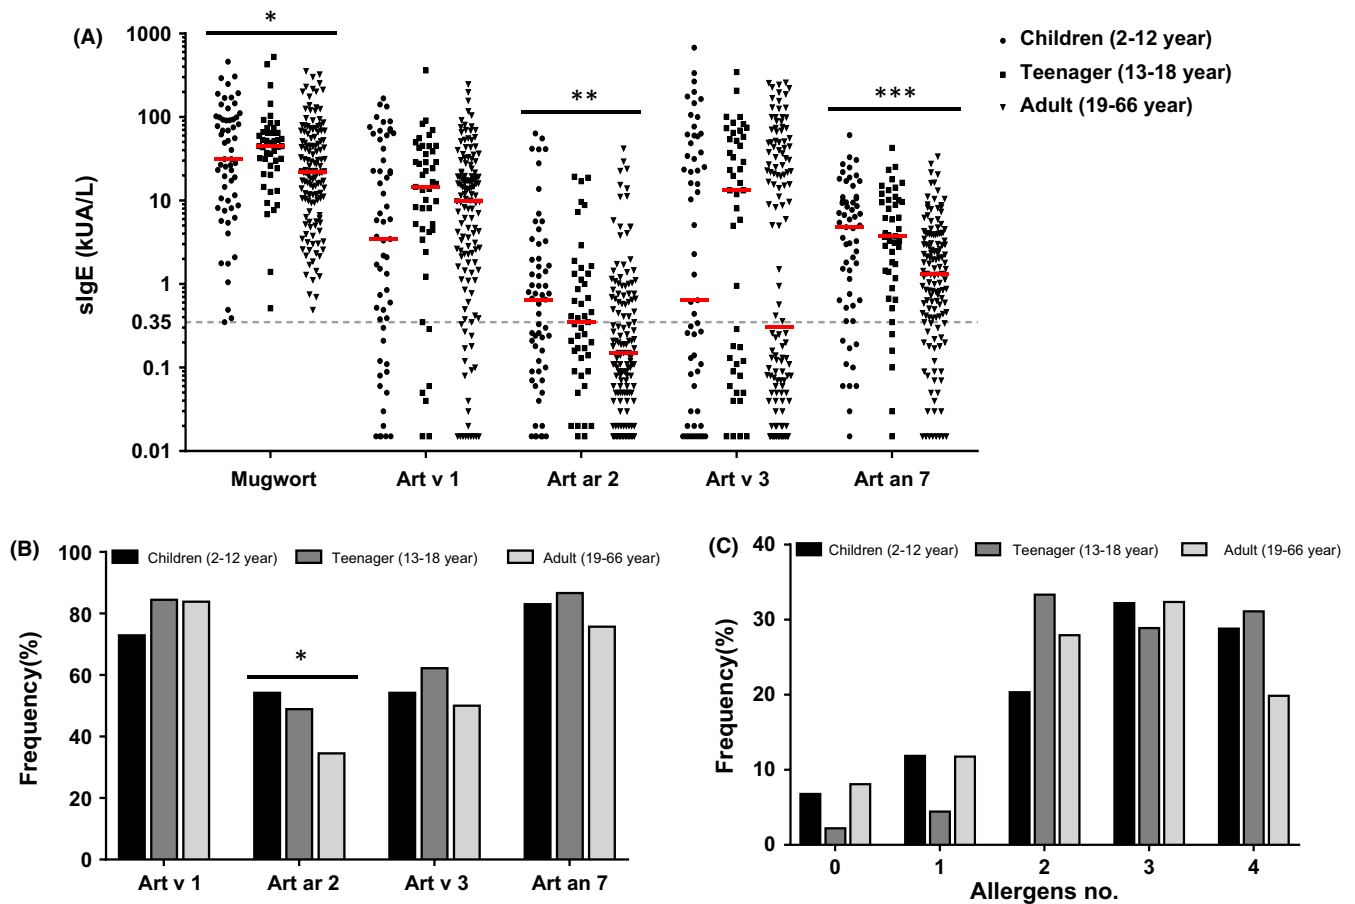 (A)
sIgE (kUA/L)
1000
100
10
1
0.35
0.1
0.01
*
**
***
Mugwort
Art v 1
Art ar 2
Art v 3
Art an 7
Children (2-12 year)
Teenager (13-18 year)
Adult (19-66 year)
(B)
Frequency(%)
100
80
60
40
20
0
Children (2-12 year)
Teenager (13-18 year)
Adult (19-66 year)
*
Art v 1
Art ar 2
Art v 3
Art an 7
(C)
Frequency(%)
40
30
20
10
0
Children (2-12 year)
Teenager (13-18 year)
Adult (19-66 year)
0
1
2
3
4
Allergens no.